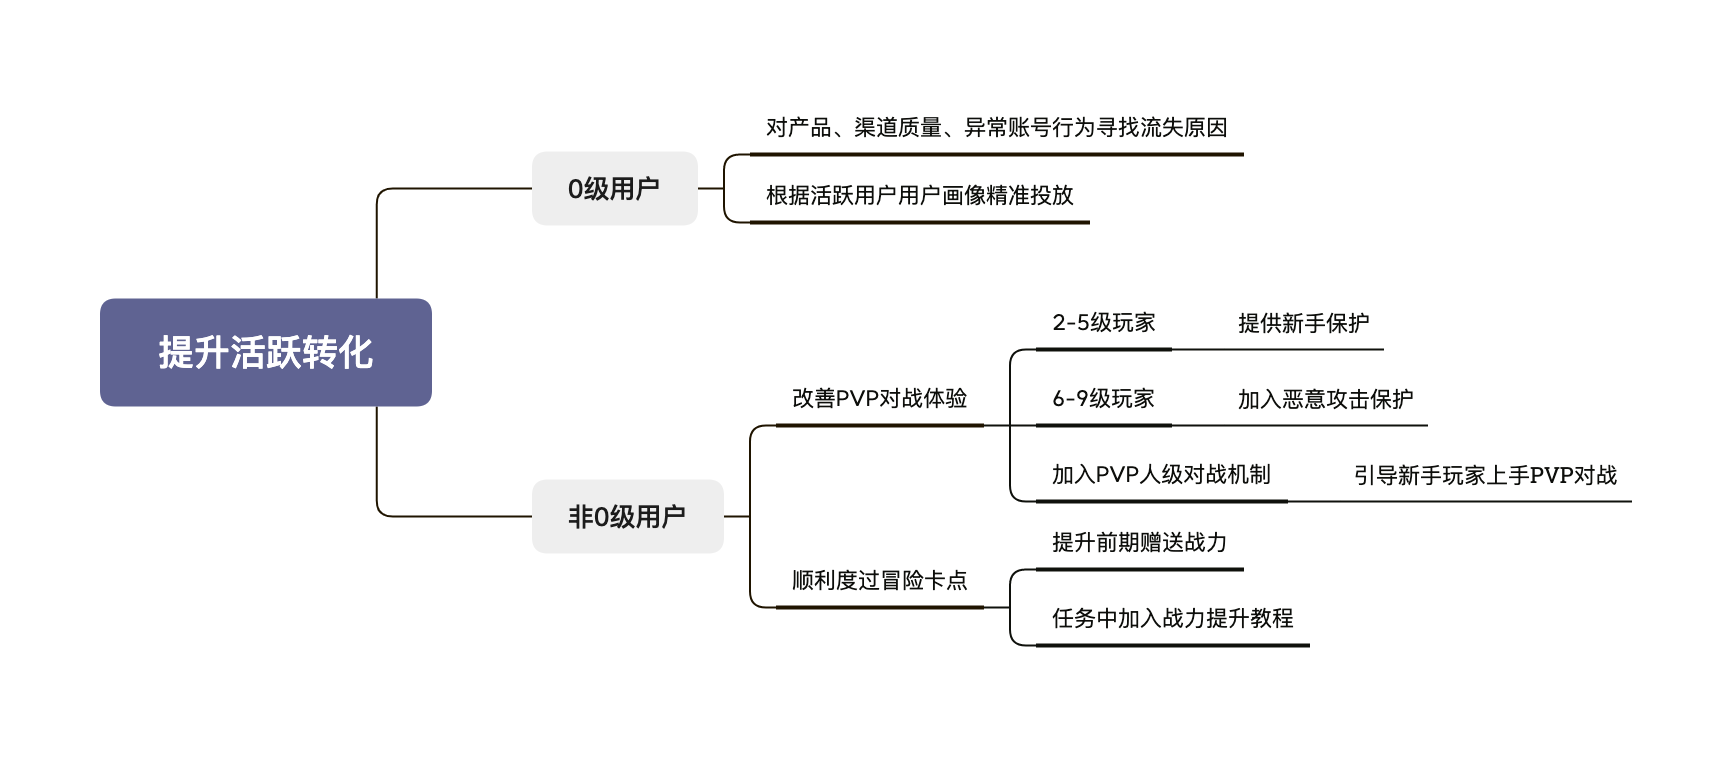 提升活跃转化
0级用户
对产品、渠道质量、异常账号行为寻找流失原因
根据活跃用户用户画像精准投放
非0级用户
改善PVP对战体验
2-5级玩家
提供新手保护
6-9级玩家
加入恶意攻击保护
加入PVP人级对战机制
引导新手玩家上手PVP对战
顺利度过冒险卡点
提升前期赠送战力
任务中加入战力提升教程